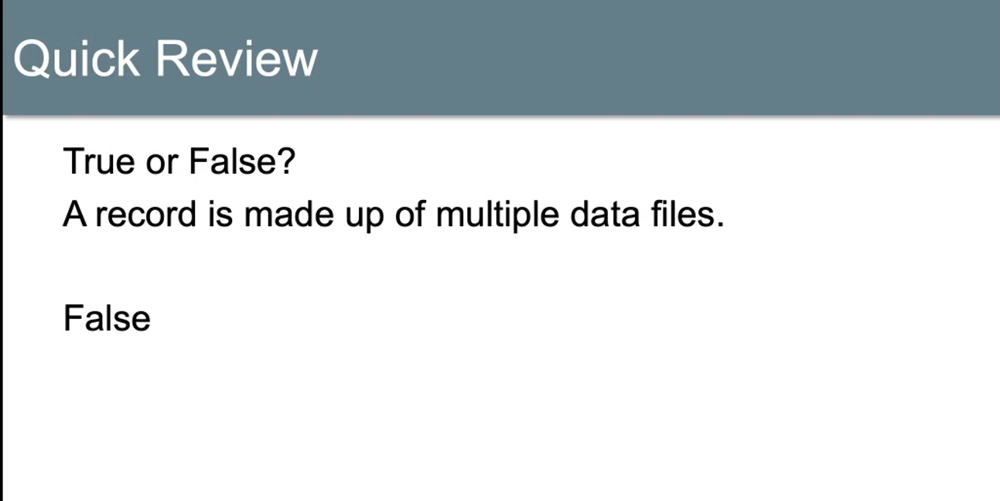 Quick Review
True or False?
A record is made up of multiple data files.
False